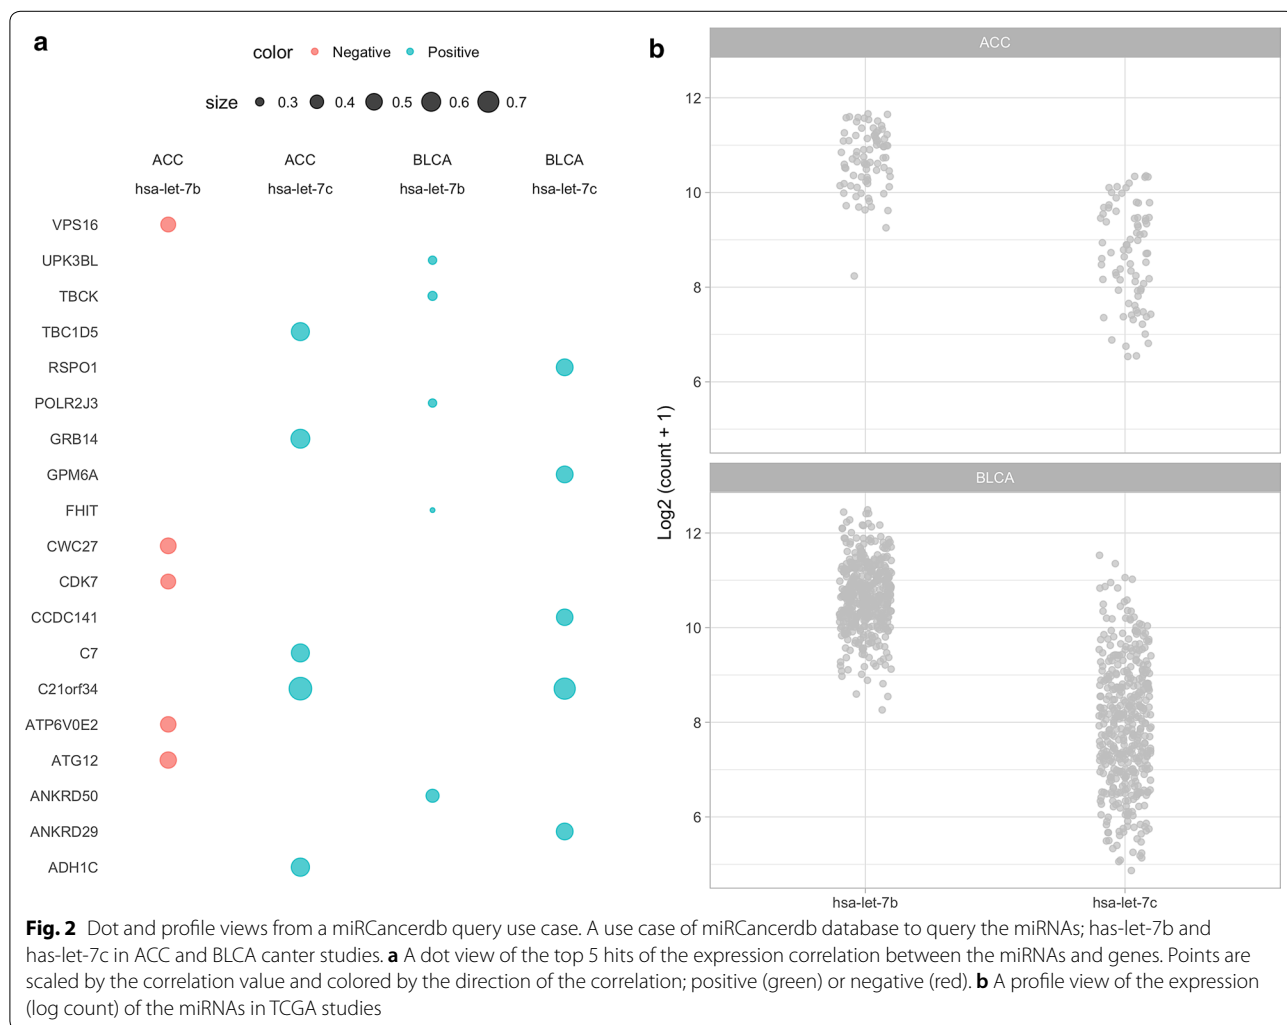 a
color Negative Positive
size 0.3 0.4 0.5 0.6 0.7
ACC ACC BLCA BLCA
hsa-let-7b hsa-let-7c hsa-let-7b hsa-let-7c
VPS16
UPK3BL
TBCK
TBC1D5
RSPO1
POLR2J3
GRB14
GPM6A
FHIT
CWC27
CDK7
CCDC141
C7
C21orf34
ATP6V0E2
ATG12
ANKRD50
ANKRD29
ADH1C
b
ACC
12
10
8
6
Log2 (count + 1)
BLCA
12
10
8
6
hsa-let-7b hsa-let-7c
Fig. 2 Dot and profile views from a miRCancerdb query use case. A use case of miRCancerdb database to query the miRNAs; has-let-7b and
has-let-7c in ACC and BLCA canter studies. a A dot view of the top 5 hits of the expression correlation between the miRNAs and genes. Points are
scaled by the correlation value and colored by the direction of the correlation; positive (green) or negative (red). b A profile view of the expression
(log count) of the miRNAs in TCGA studies